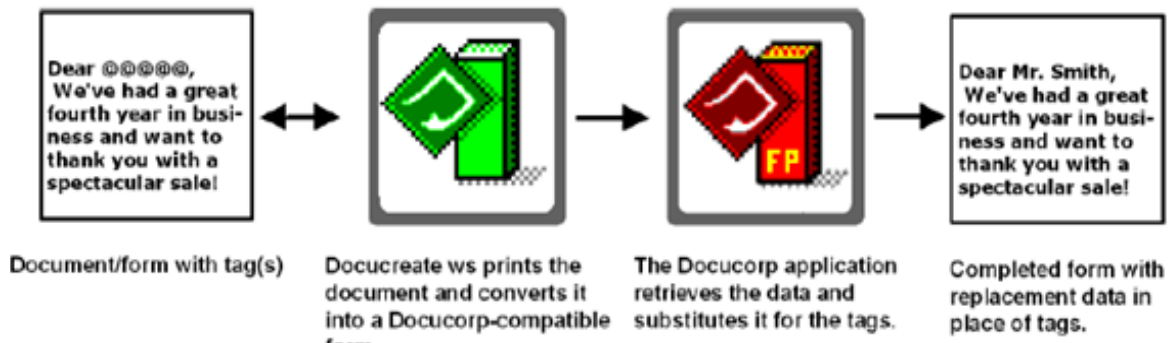 Dear @@@@@,
We've had a great
fourth year in busi-
ness and want to
thank you with a
spectacular sale!
FP
Dear Mr. Smith,
We've had a great
fourth year in busi-
ness and want to
thank you with a
spectacular sale!
Document/form with tag(s)
Docucreate ws prints the
document and converts it
into a Docucorp-compatible
The Docucorp application
retrieves the data and
substitutes it for the tags.
Completed form with
replacement data in
place of tags.